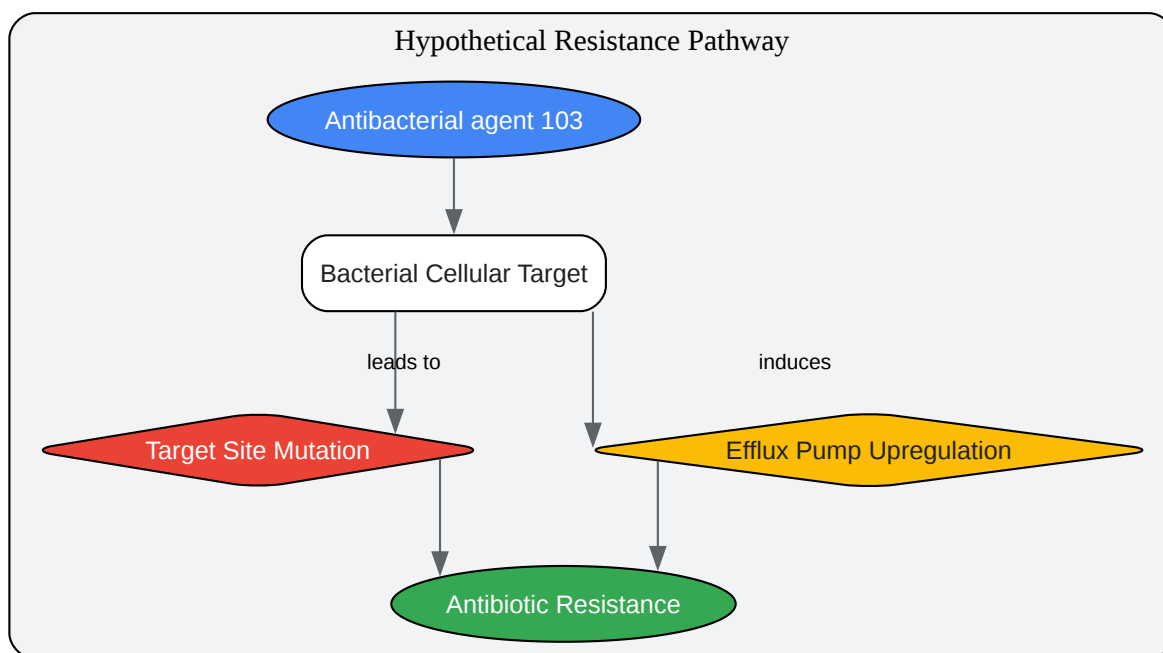 Hypothetical Resistance Pathway
Antibacterial agent 103
Bacterial Cellular Target
leads to
induces
Target Site Mutation
Efflux Pump Upregulation
Antibiotic Resistance